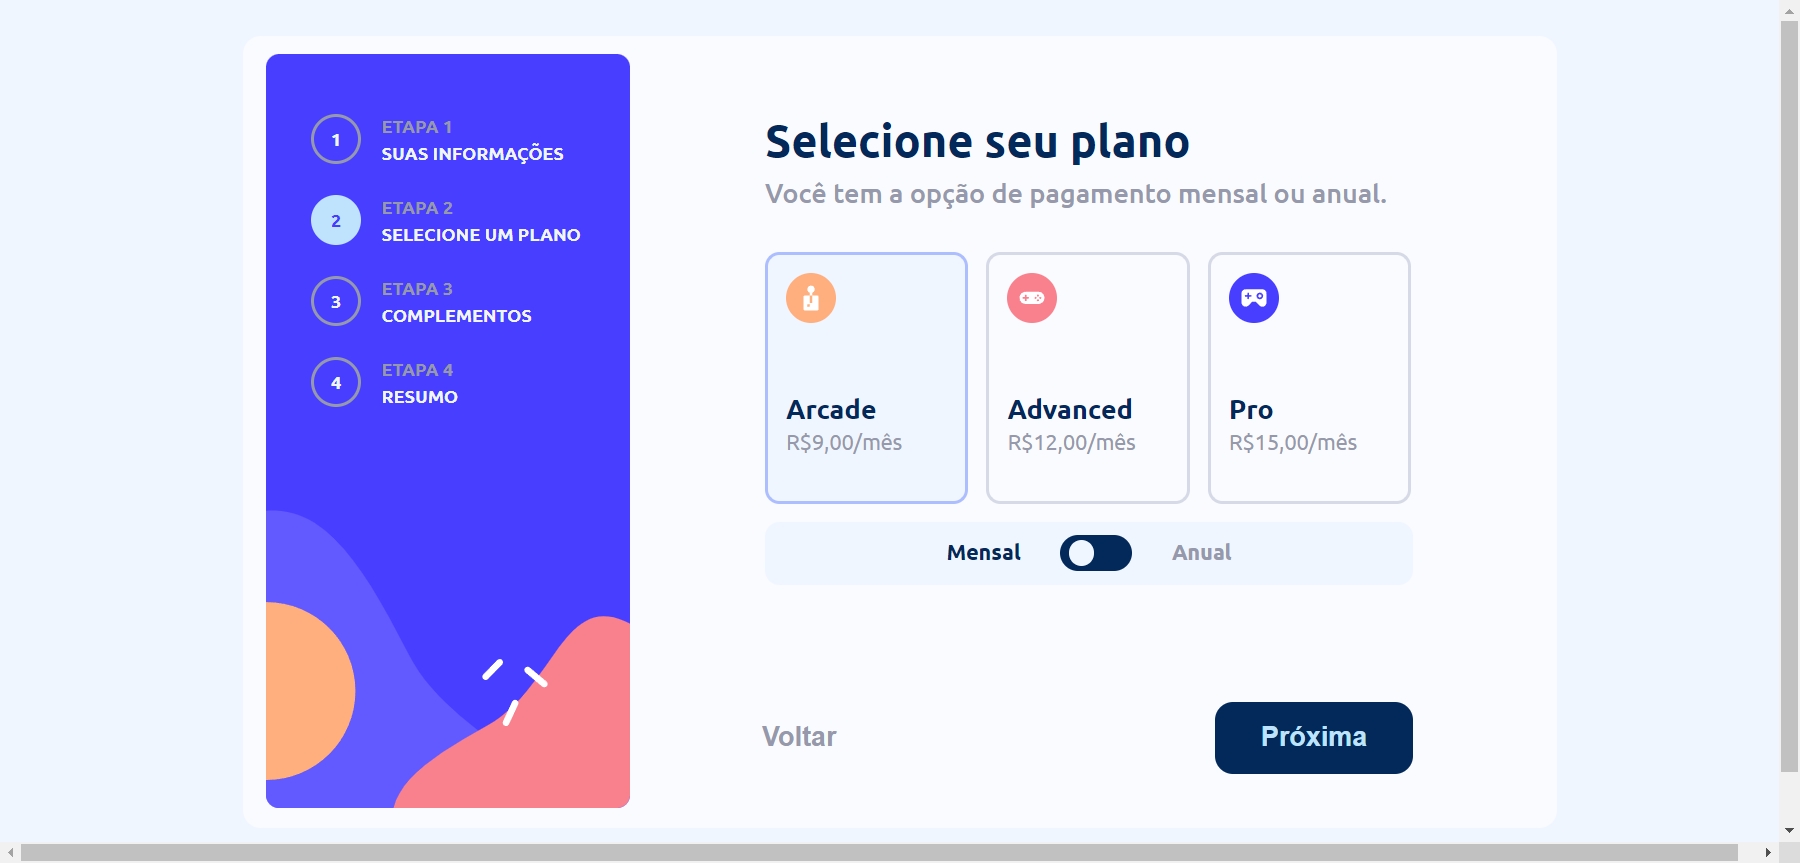 1
ETAPA 1
SUAS INFORMAÇÕES
2
ETAPA 2
SELECIONE UM PLANO
3
ETAPA 3
COMPLEMENTOS
4
ETAPA 4
RESUMO
Selecione seu plano
Você tem a opção de pagamento mensal ou anual.
Arcade
R$9,00/mês
Advanced
R$12,00/mês
Pro
R$15,00/mês
Mensal Anual
Voltar Próxima